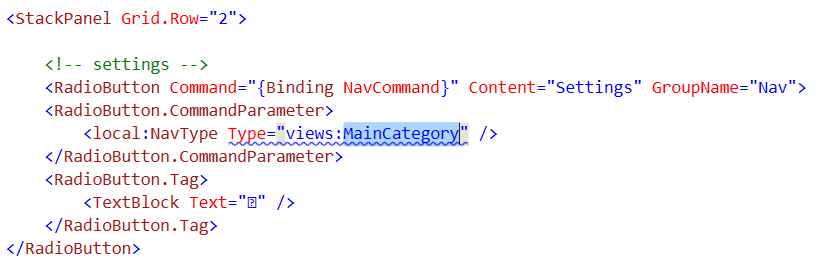 <StackPanel Grid.Row="2">
<!-- settings -->
<RadioButton Command="{Binding NavCommand}" Content="Settings" GroupName="Nav">
<RadioButton.CommandParameter>
<local:NavType Type="views:MainCategory" />
</RadioButton.CommandParameter>
<RadioButton.Tag>
<TextBlock Text="" />
</RadioButton.Tag>
</RadioButton>